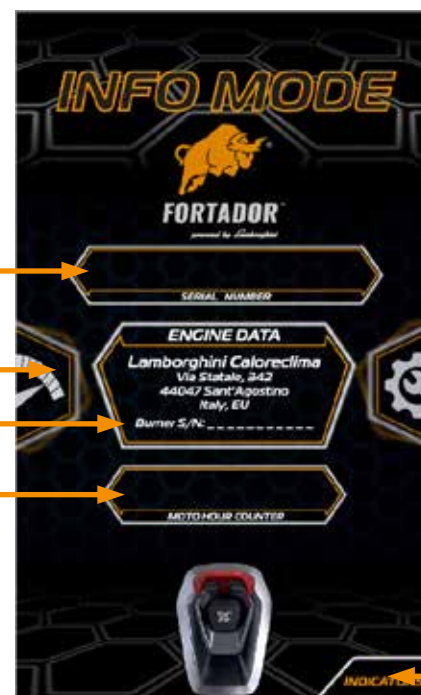 INFO MODE
FORTADOR
powered by Lamborghini
SERIAL NUMBER
ENGINE DATA
Lamborghini Caloreclima
Via Statale, 342
44047 Sant'Agostino
Italy, EU
Burner S/N: _ _ _ _ _ _ _ _ _ _ _
MOTO HOUR COUNTER
INDICATORS